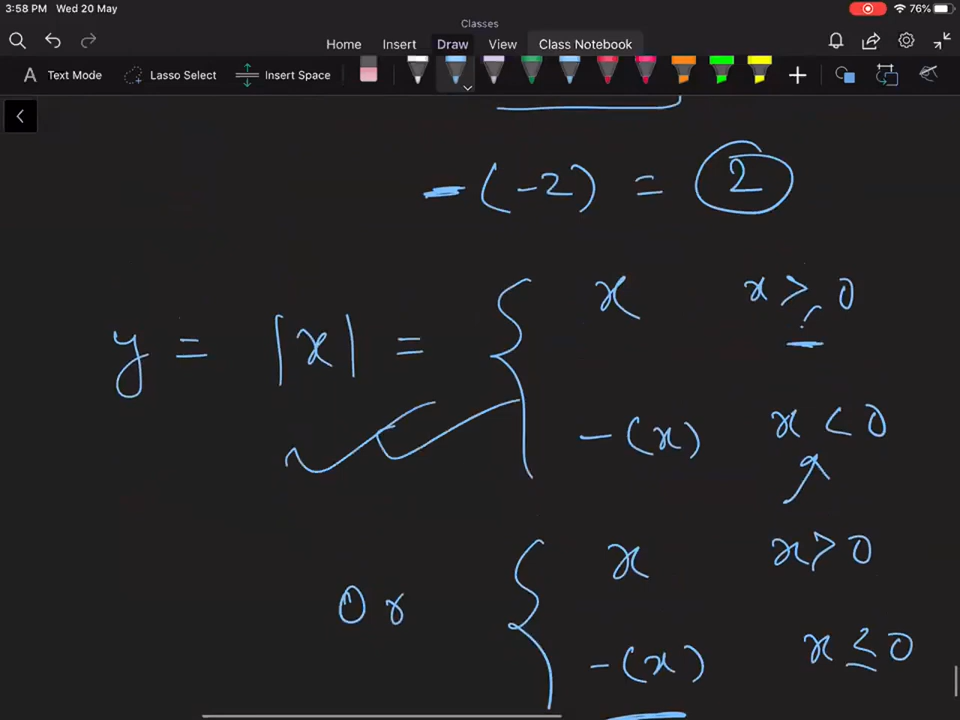 3:58 PM Wed 20 May
76%
Classes
Home Insert Draw View Class Notebook
Text Mode Lasso Select Insert Space
-(-2) = 2
y = |x| = { x x ≥ 0
-(x) x < 0
Or { x x > 0
-(x) x ≤ 0